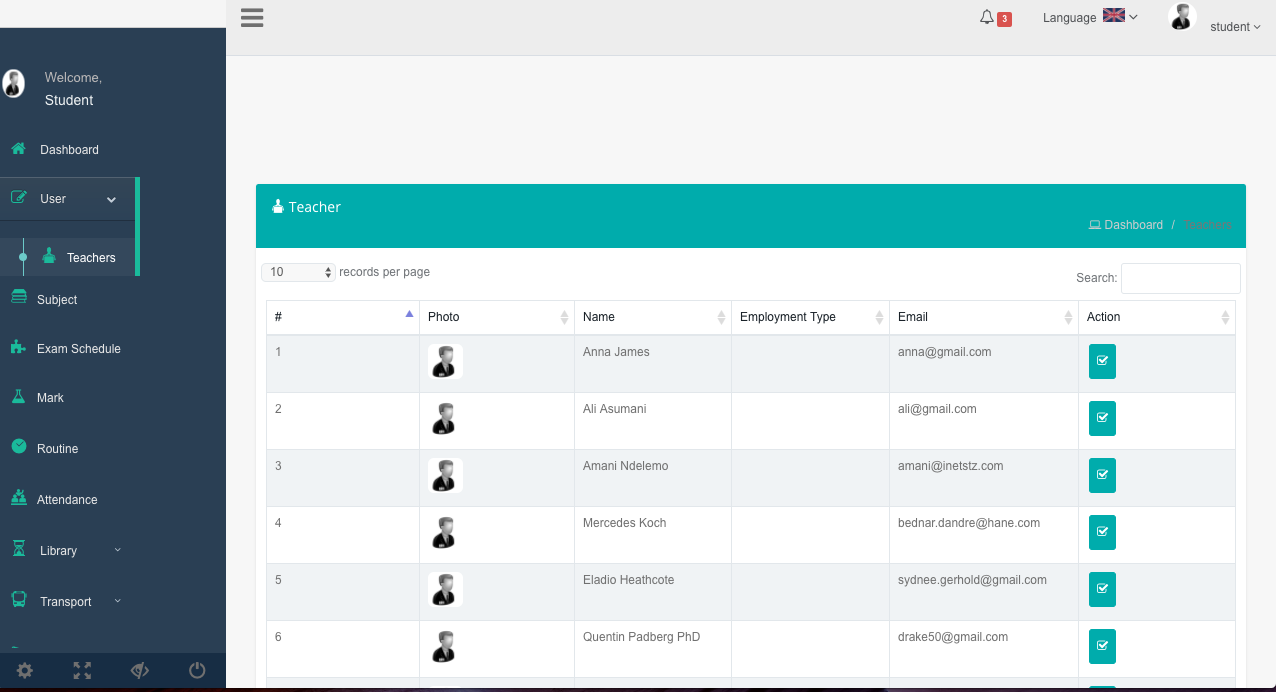 3
Language
student
Welcome,
Student
Dashboard
User
Teachers
Subject
Exam Schedule
Mark
Routine
Attendance
Library
Transport
Teacher
Dashboard / Teachers
10 records per page
Search:
# Photo Name Employment Type Email Action
1 Anna James anna@gmail.com
2 Ali Asumani ali@gmail.com
3 Amani Ndelemo amani@inetstz.com
4 Mercedes Koch bednar.dandre@hane.com
5 Eladio Heathcote sydnee.gerhold@gmail.com
6 Quentin Padberg PhD drake50@gmail.com